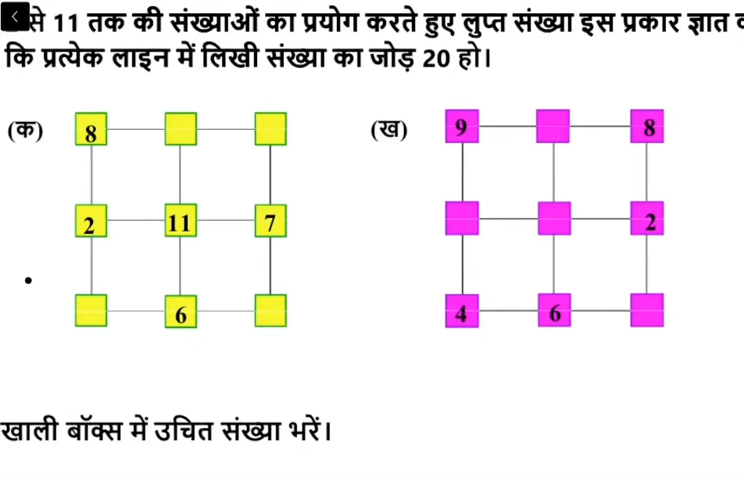 से 11 तक की संख्याओं का प्रयोग करते हुए लुप्त संख्या इस प्रकार ज्ञात
कि प्रत्येक लाइन में लिखी संख्या का जोड़ 20 हो।
(क) 8 (ख) 9 8
2 11 7 2
6 4 6
खाली बॉक्स में उचित संख्या भरें।